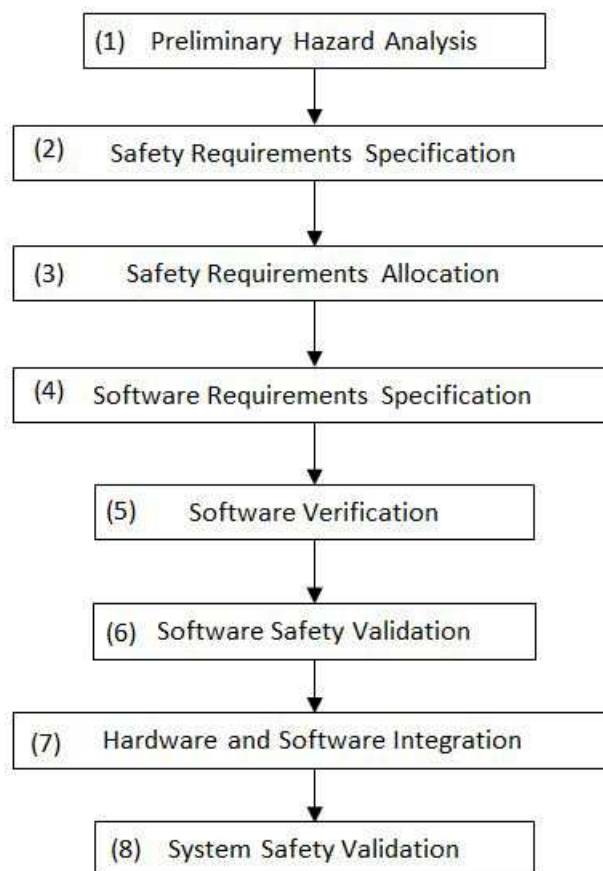 (1) Preliminary Hazard Analysis
(2) Safety Requirements Specification
(3) Safety Requirements Allocation
(4) Software Requirements Specification
(5) Software Verification
(6) Software Safety Validation
(7) Hardware and Software Integration
(8) System Safety Validation